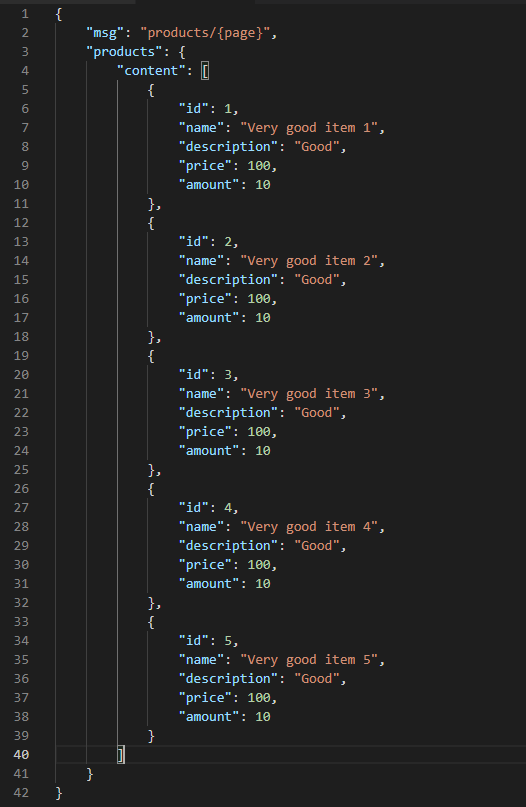 1 {
2     "msg": "products/{page}",
3     "products": {
4         "content": [
5             {
6                 "id": 1,
7                 "name": "Very good item 1",
8                 "description": "Good",
9                 "price": 100,
10                 "amount": 10
11             },
12             {
13                 "id": 2,
14                 "name": "Very good item 2",
15                 "description": "Good",
16                 "price": 100,
17                 "amount": 10
18             },
19             {
20                 "id": 3,
21                 "name": "Very good item 3",
22                 "description": "Good",
23                 "price": 100,
24                 "amount": 10
25             },
26             {
27                 "id": 4,
28                 "name": "Very good item 4",
29                 "description": "Good",
30                 "price": 100,
31                 "amount": 10
32             },
33             {
34                 "id": 5,
35                 "name": "Very good item 5",
36                 "description": "Good",
37                 "price": 100,
38                 "amount": 10
39             }
40         ]
41     }
42 }